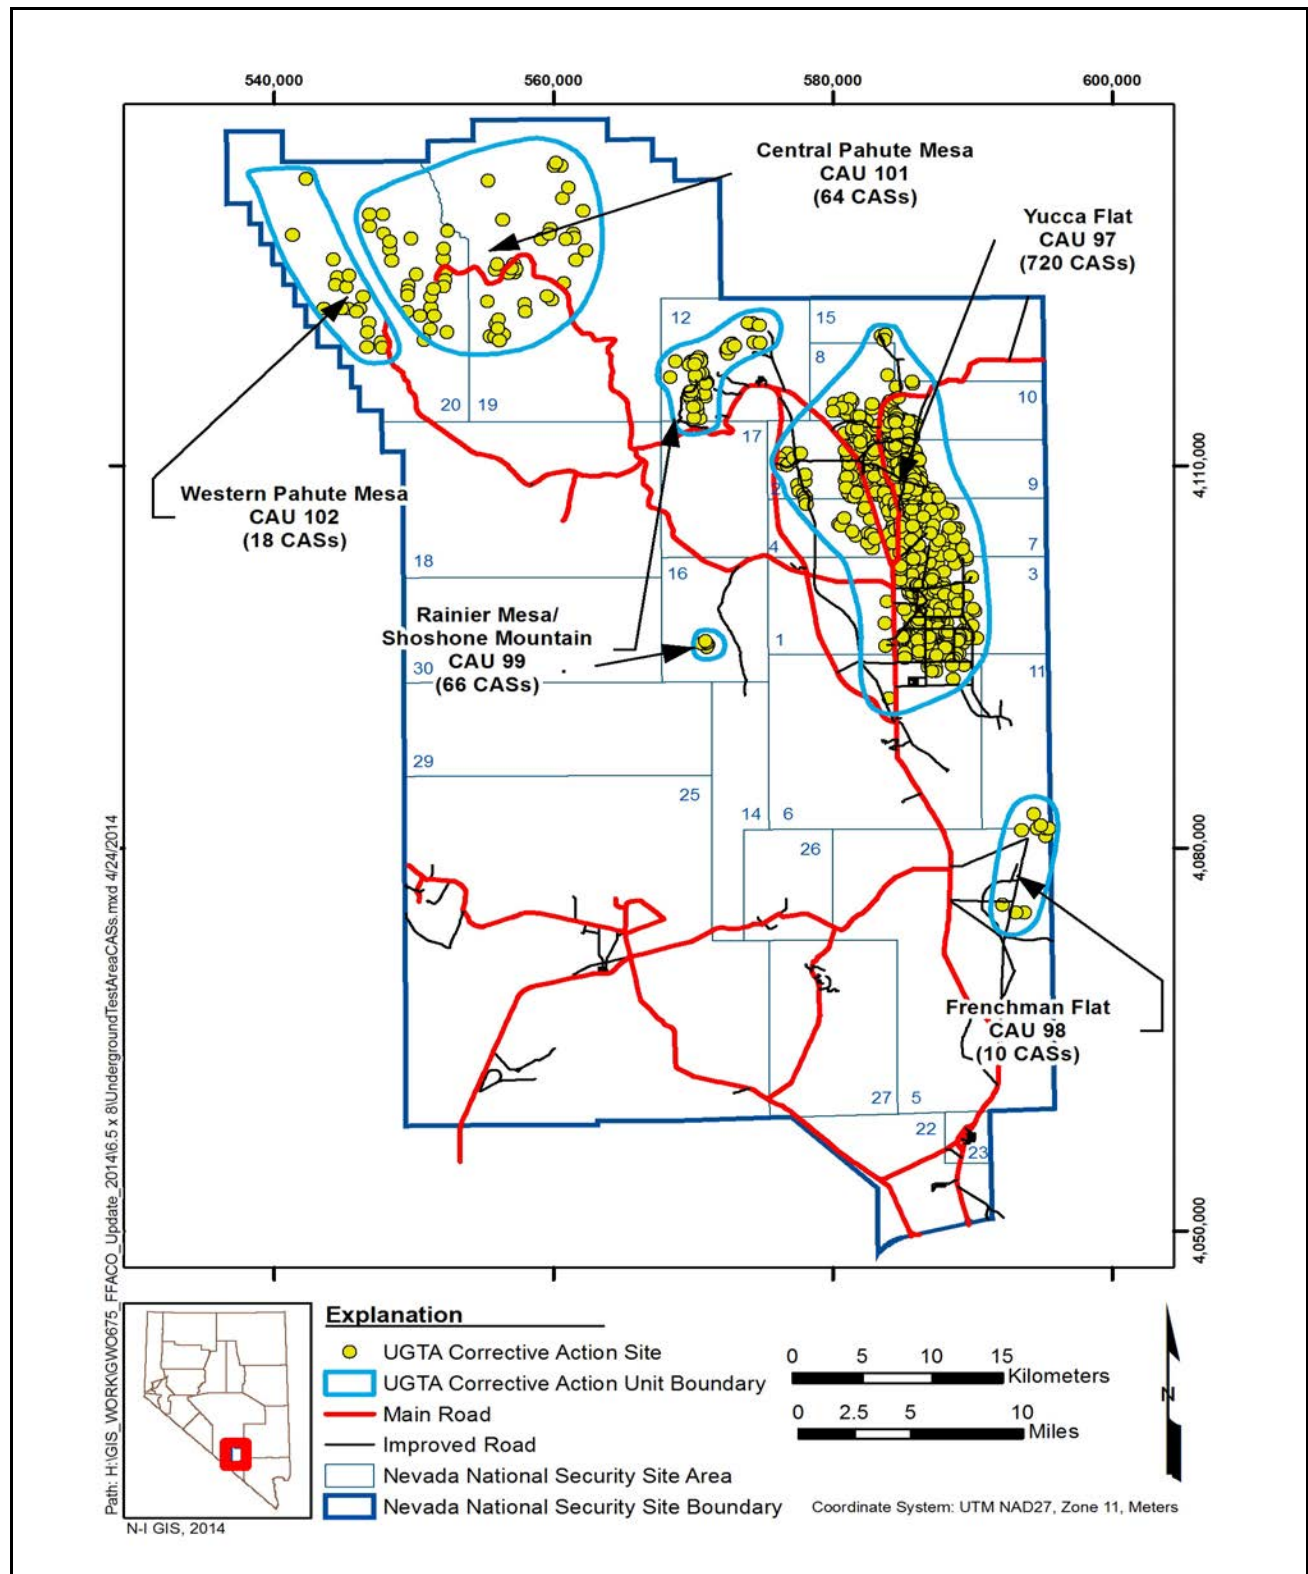 540,000
560,000
580,000
600,000
Central Pahute Mesa
CAU 101
(64 CASs)
Yucca Flat
CAU 97
(720 CASs)
12
15
8
10
20
19
17
4,110,000
9
2
Western Pahute Mesa
CAU 102
(18 CASs)
4
7
18
16
3
Rainier Mesa/
Shoshone Mountain
CAU 99
(66 CASs)
1
30
11
29
25
14
6
26
4,080,000
Frenchman Flat
CAU 98
(10 CASs)
27
5
22
23
4,050,000
Path: H:\GIS_WORK\GWO675_FFACO_Update_2014\6.5 x 8\UndergroundTestAreaCASs.mxd 4/24/2014
Explanation
UGTA Corrective Action Site
UGTA Corrective Action Unit Boundary
Main Road
Improved Road
Nevada National Security Site Area
Nevada National Security Site Boundary
0 5 10 15
Kilometers
0 2.5 5 10
Miles
N
Coordinate System: UTM NAD27, Zone 11, Meters
N-I GIS, 2014